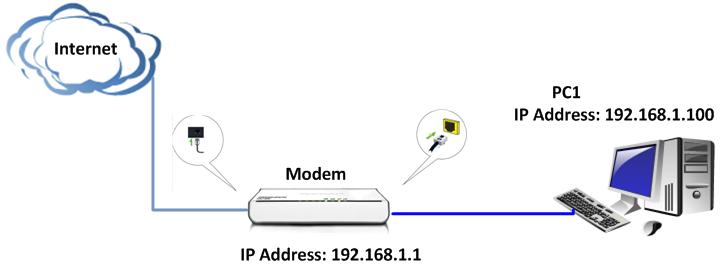 Internet
PC1
IP Address: 192.168.1.100
Modem
IP Address: 192.168.1.1